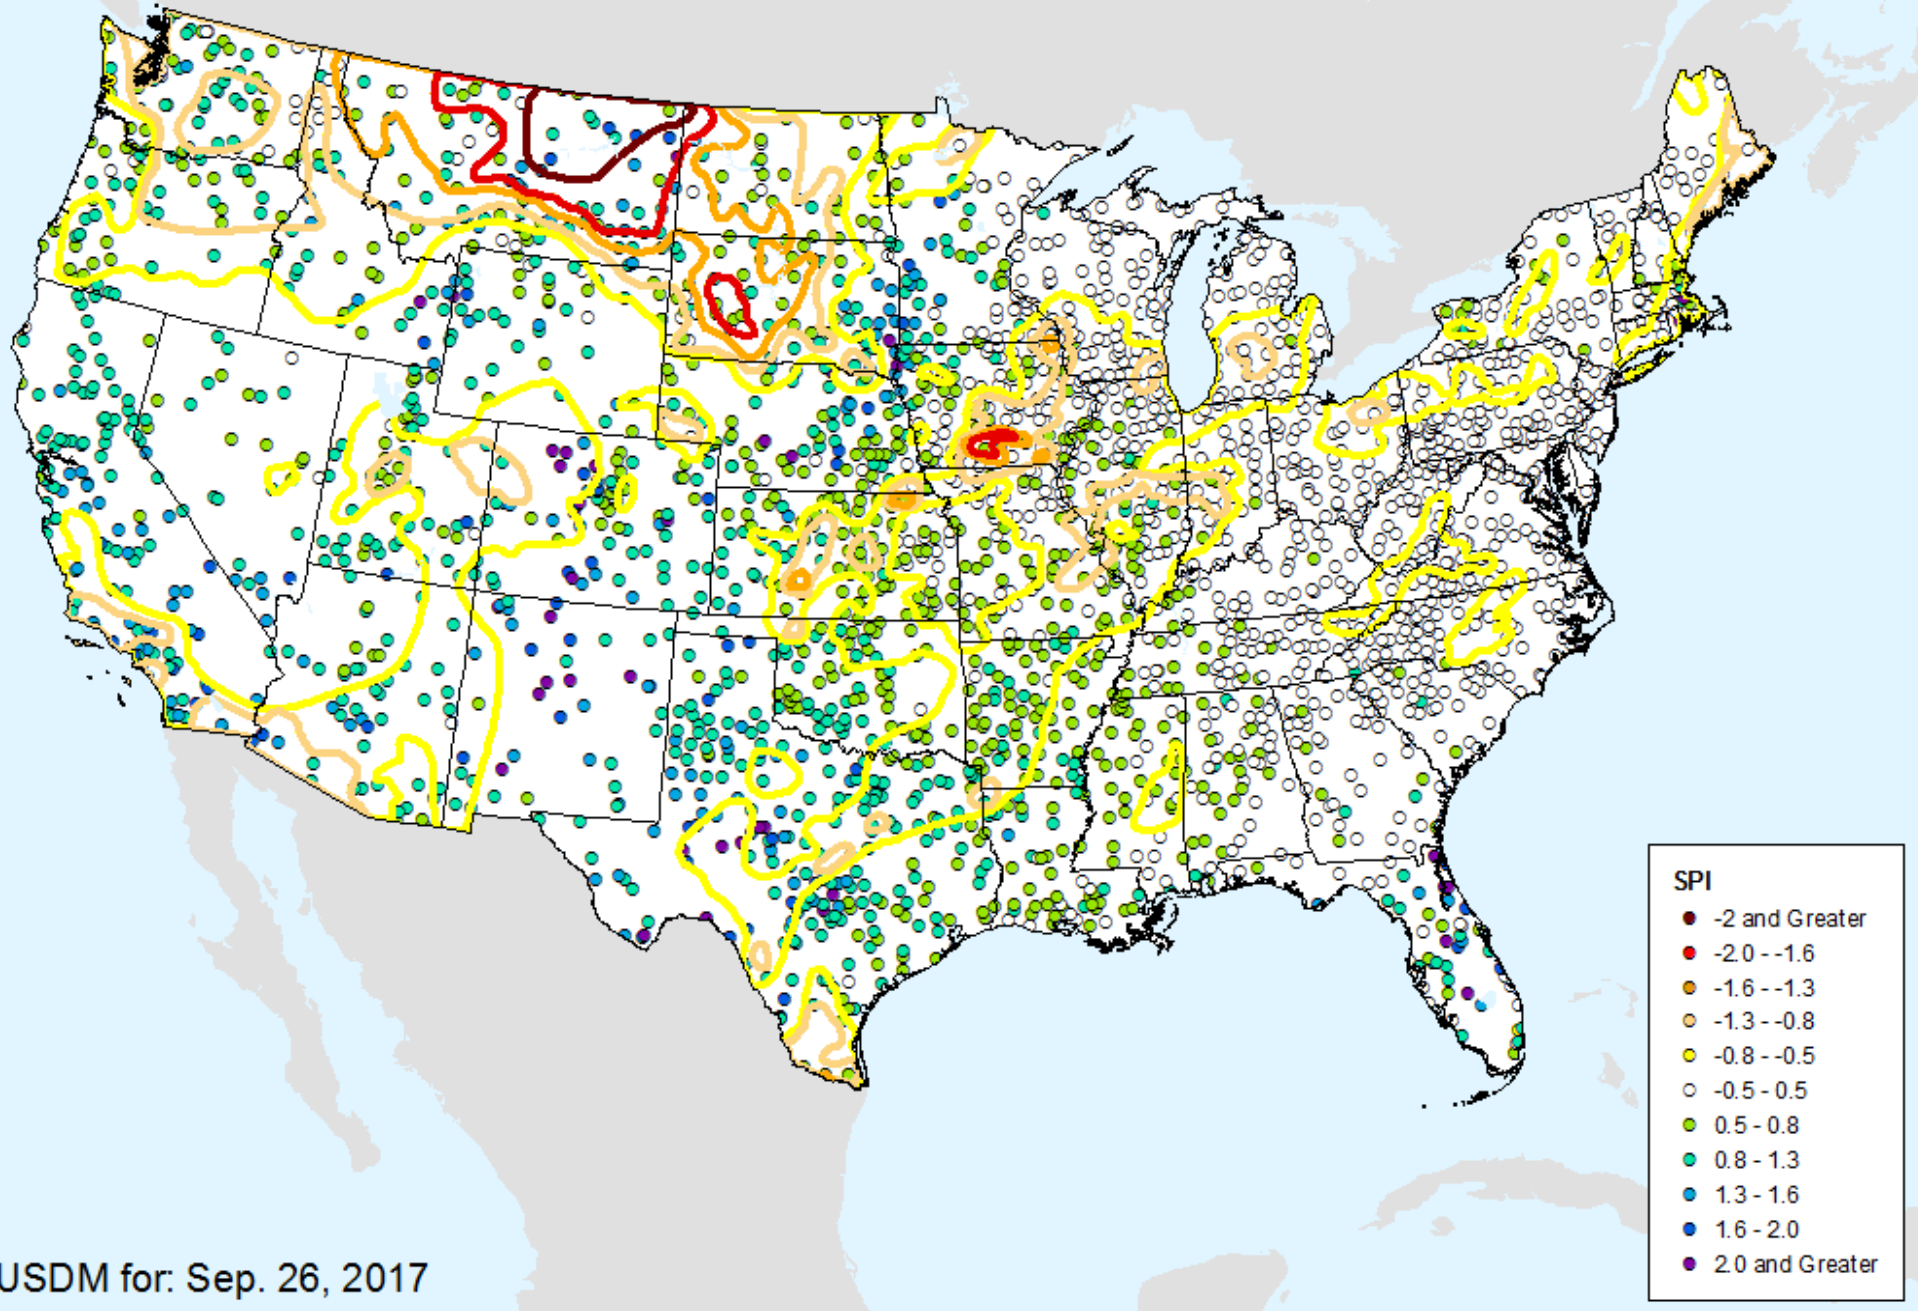 SPI
-2 and Greater
-2.0 - -1.6
-1.6 - -1.3
-1.3 - -0.8
-0.8 - -0.5
-0.5 - 0.5
0.5 - 0.8
0.8 - 1.3
1.3 - 1.6
1.6 - 2.0
2.0 and Greater
USDM for: Sep. 26, 2017